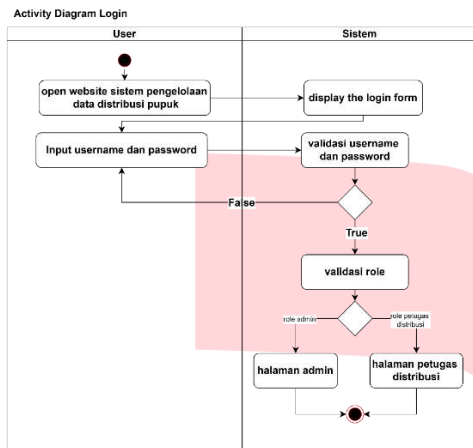 Activity Diagram Login
User
Sistem
open website sistem pengelolaan
data distribusi pupuk
display the login form
Input username dan password
validasi username
dan password
False
True
validasi role
role admin
role petugas
distribusi
halaman admin
halaman petugas
distribusi